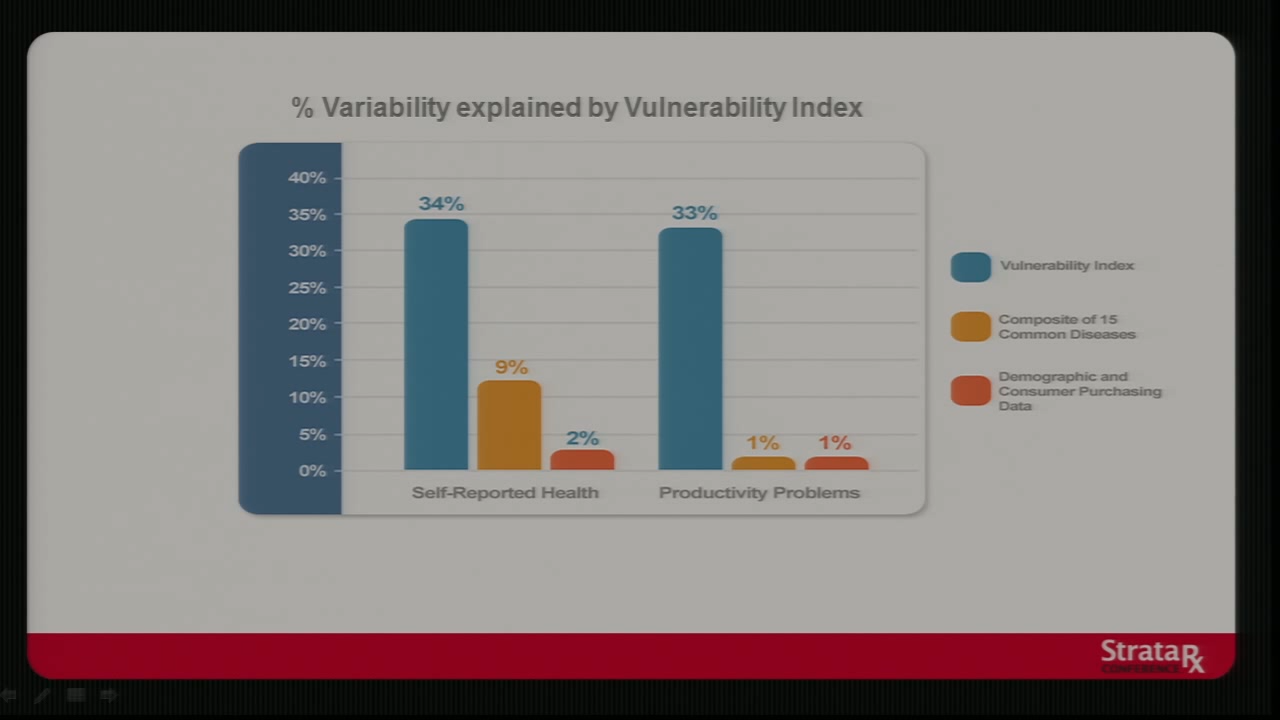 % Variability explained by Vulnerability Index
40%
35%
30%
25%
20%
15%
10%
5%
0%
34%
9%
2%
33%
1%
1%
Self-Reported Health
Productivity Problems
Vulnerability Index
Composite of 15
Common Diseases
Demographic and
Consumer Purchasing
Data
Strata Rx
CONFERENCE